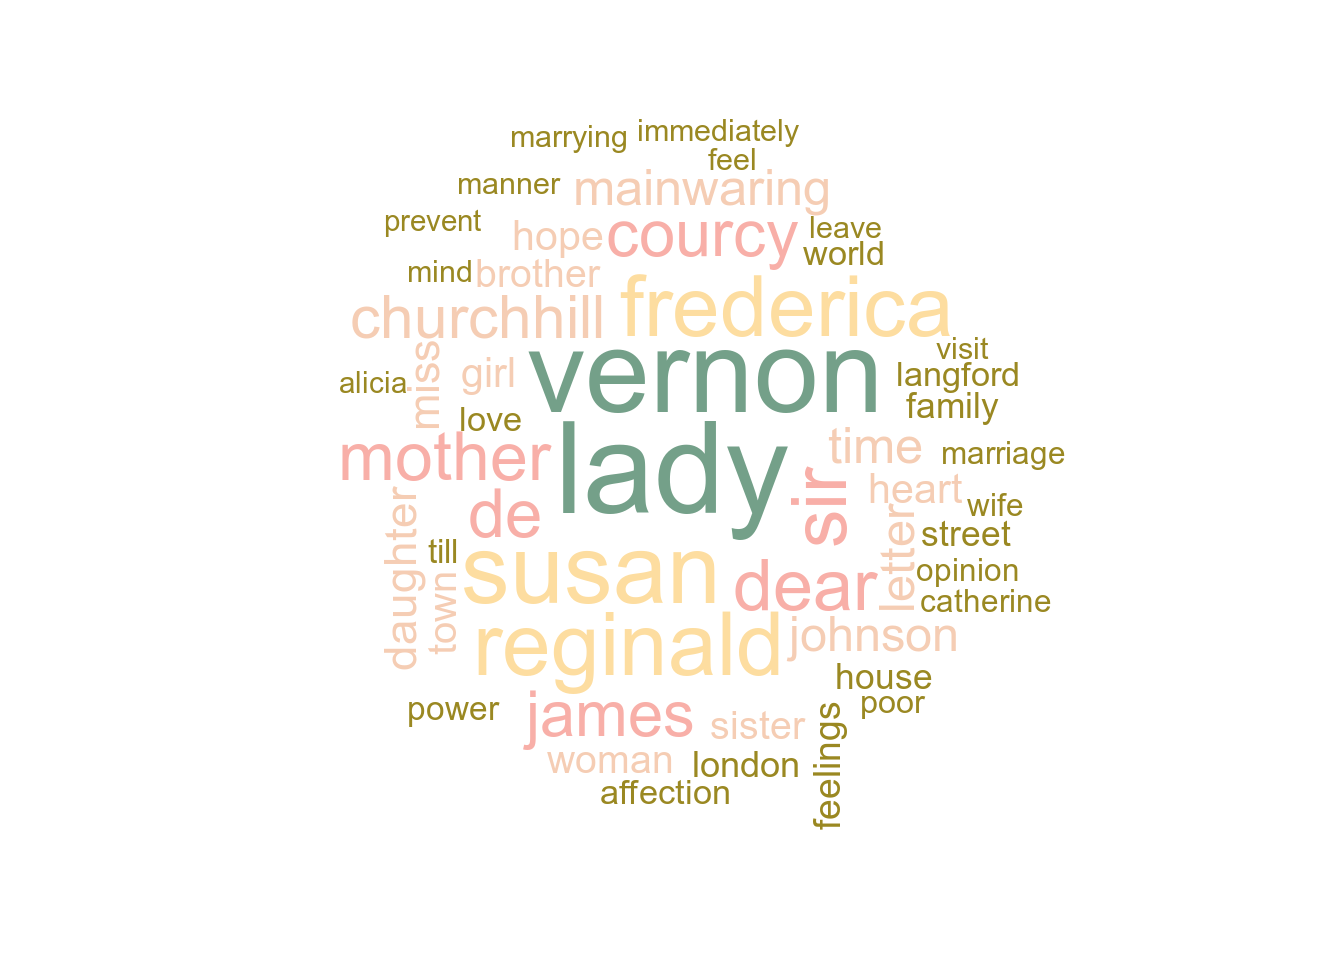 marrying immediately
feel
manner mainwaring
prevent hope courcy leave
world
mind brother
churchhill frederica
miss girl vernon visit
alicia langford
love family
mother lady time marriage
sir heart
daughter de letter wife
till street
town susan dear opinion
catherine
reginald johnson
house
power james sister poor
woman london feelings
affection